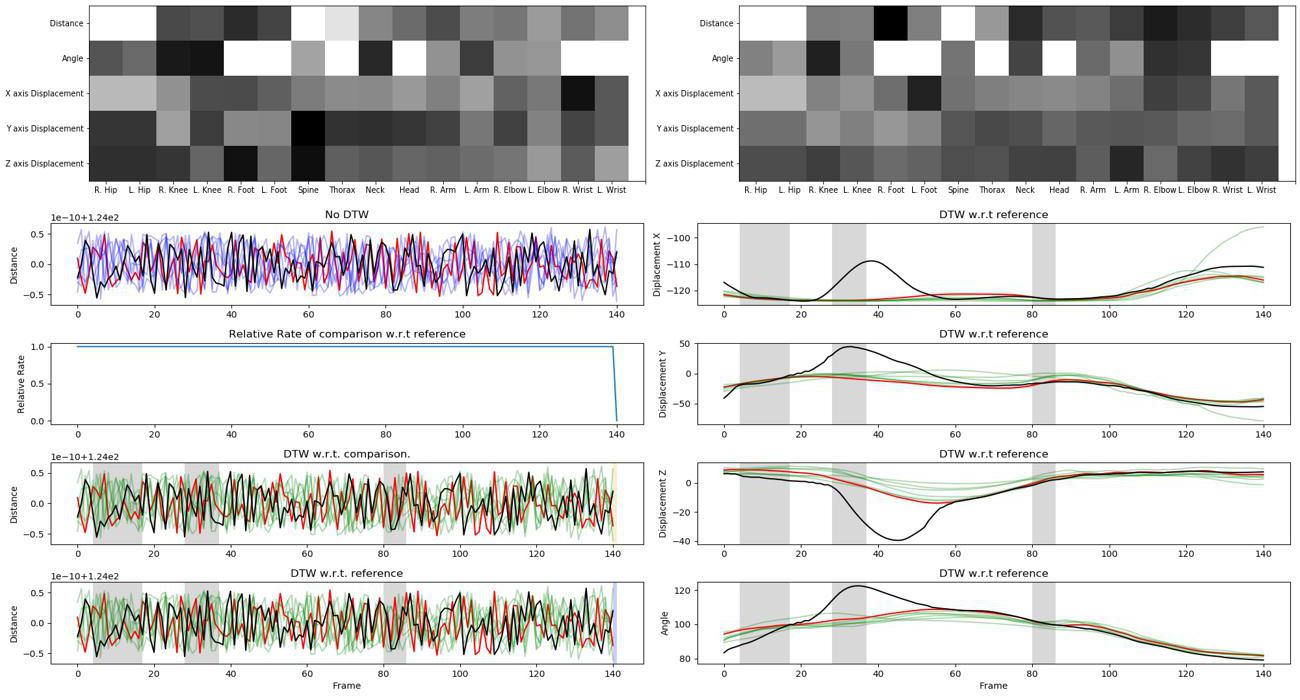 Distance
Angle
X axis Displacement
Y axis Displacement
Z axis Displacement
R. Hip L. Hip R. Knee L. Knee R. Foot L. Foot Spine Thorax Neck Head R. Arm L. Arm R. Elbow L. Elbow R. Wrist L. Wrist
Distance
Angle
X axis Displacement
Y axis Displacement
Z axis Displacement
R. Hip L. Hip R. Knee L. Knee R. Foot L. Foot Spine Thorax Neck Head R. Arm L. Arm R. Elbow L. Elbow R. Wrist L. Wrist
1e−10+1.24e2
No DTW
Distance
0.5
0.0
−0.5
0 20 40 60 80 100 120 140
Relative Rate of comparison w.r.t reference
Relative Rate
1.0
0.5
0.0
0 20 40 60 80 100 120 140
1e−10+1.24e2
DTW w.r.t. comparison.
Distance
0.5
0.0
−0.5
0 20 40 60 80 100 120 140
1e−10+1.24e2
DTW w.r.t. reference
Distance
0.5
0.0
−0.5
0 20 40 60 80 100 120 140
Frame
DTW w.r.t reference
Diplacement X
−100
−110
−120
0 20 40 60 80 100 120 140
DTW w.r.t reference
Displacement Y
50
0
−50
0 20 40 60 80 100 120 140
DTW w.r.t reference
Displacement Z
0
−20
−40
0 20 40 60 80 100 120 140
DTW w.r.t reference
Angle
120
100
80
0 20 40 60 80 100 120 140
Frame